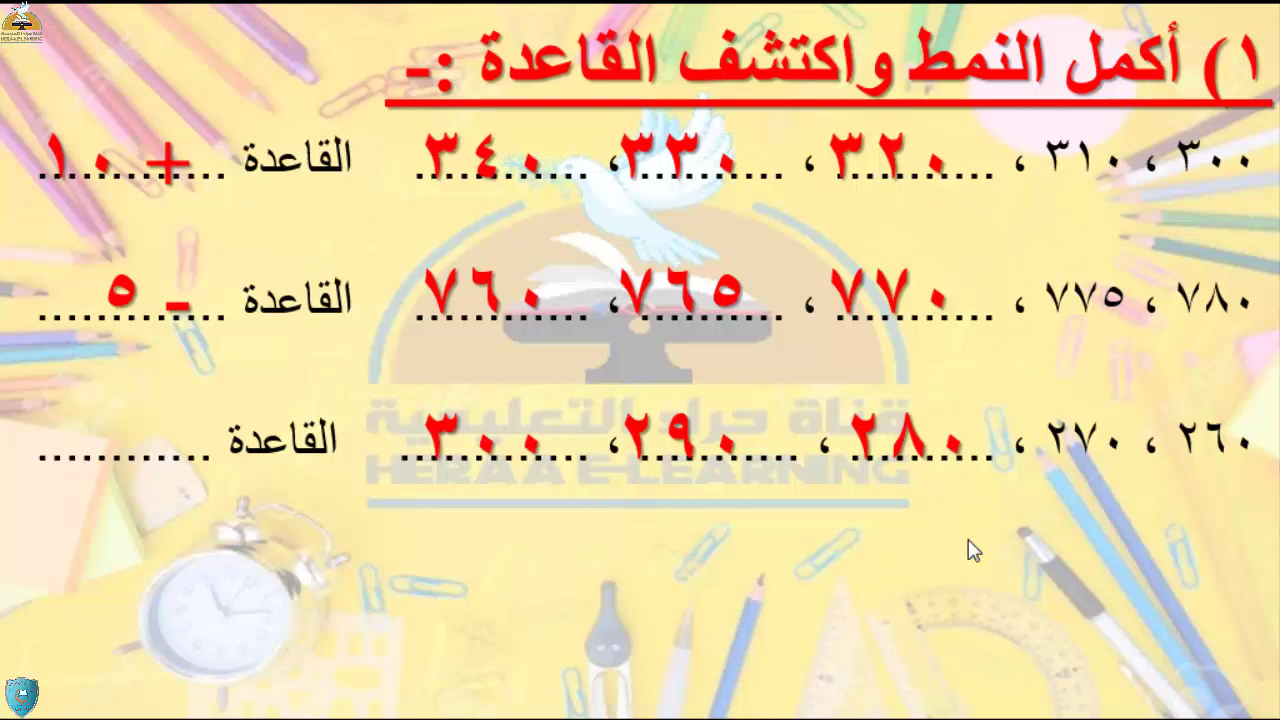 ١) أكمل النمط واكتشف القاعدة :-
٣٠٠ ، ٣١٠ ، ٣٢٠ ، ٣٣٠ ، ٣٤٠ القاعدة + ١٠
٧٨٠ ، ٧٧٥ ، ٧٧٠ ، ٧٦٥ ، ٧٦٠ القاعدة - ٥
٢٦٠ ، ٢٧٠ ، ٢٨٠ ، ٢٩٠ ، ٣٠٠ القاعدة ............
قناة حراء التعليمية
HERAA E-LEARNING